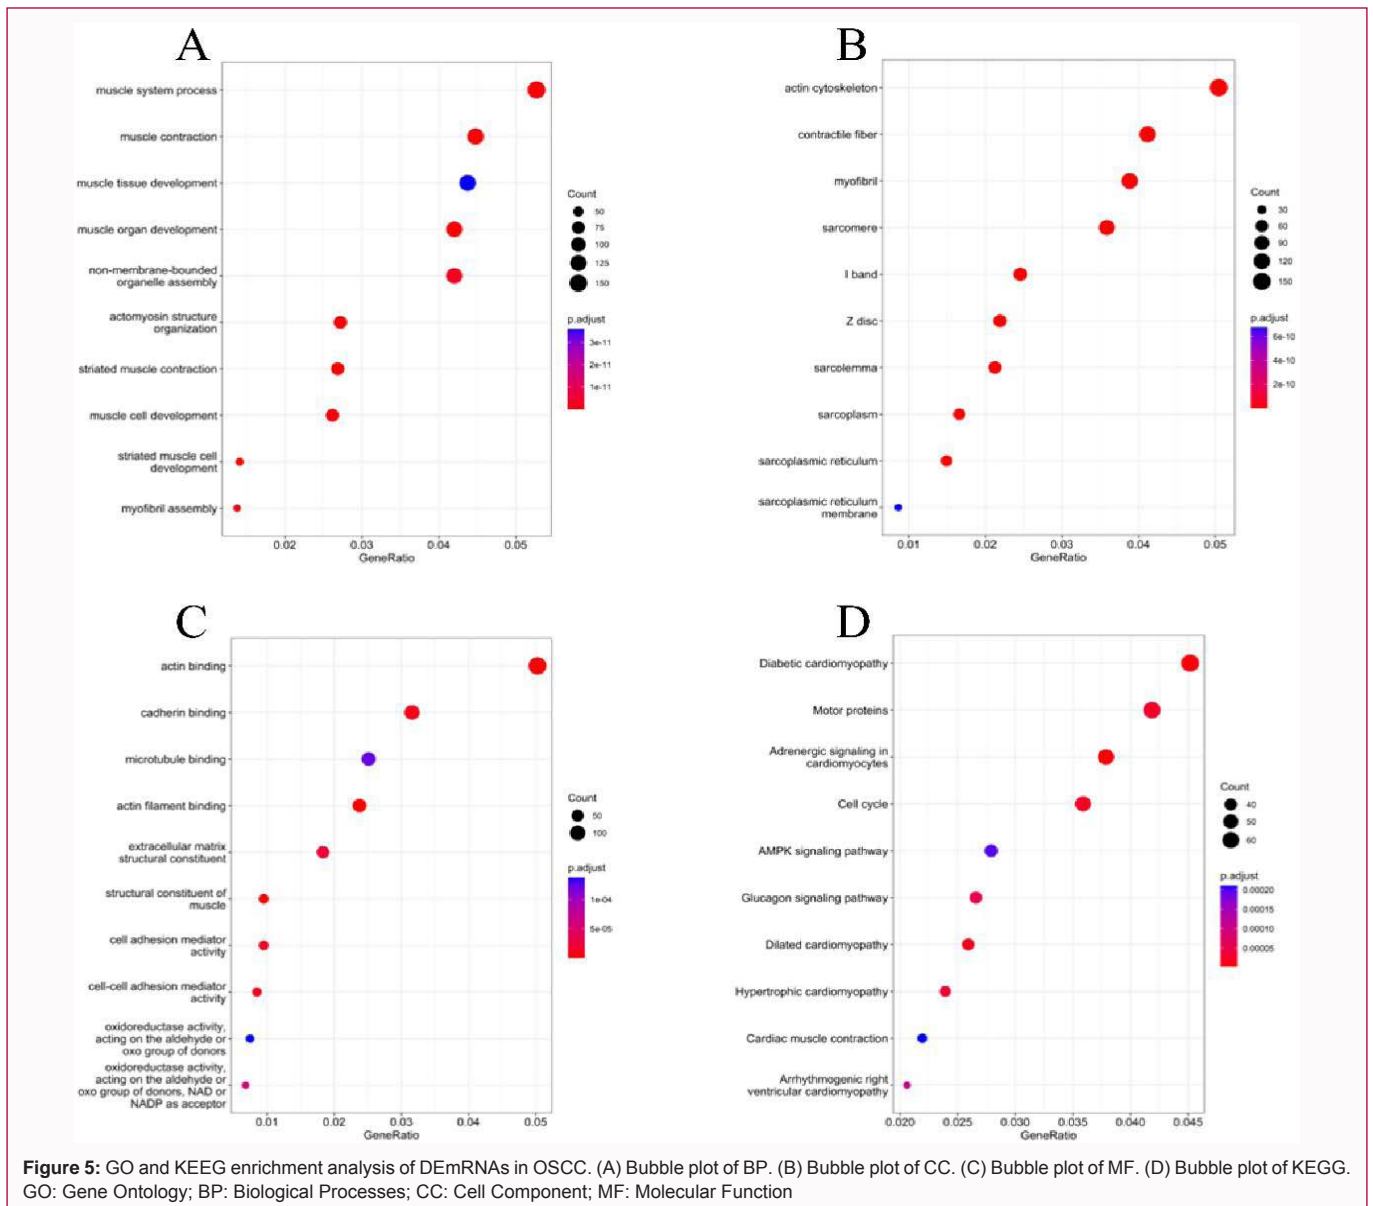 A
muscle system process
muscle contraction
muscle tissue development
muscle organ development
non-membrane-bounded
organelle assembly
actomyosin structure
organization
striated muscle contraction
muscle cell development
striated muscle cell
development
myofibril assembly
0.02 0.03 0.04 0.05
GeneRatio
Count
50
75
100
125
150
p.adjust
3e-11
2e-11
1e-11
B
actin cytoskeleton
contractile fiber
myofibril
sarcomere
I band
Z disc
sarcolemma
sarcoplasm
sarcoplasmic reticulum
sarcoplasmic reticulum
membrane
0.01 0.02 0.03 0.04 0.05
GeneRatio
Count
30
60
90
120
150
p.adjust
6e-10
4e-10
2e-10
C
actin binding
cadherin binding
microtubule binding
actin filament binding
extracellular matrix
structural constituent
structural constituent of
muscle
cell adhesion mediator
activity
cell-cell adhesion mediator
activity
oxidoreductase activity,
acting on the aldehyde or
oxo group of donors
oxidoreductase activity,
acting on the aldehyde or
oxo group of donors, NAD or
NADP as acceptor
0.01 0.02 0.03 0.04 0.05
GeneRatio
Count
50
100
p.adjust
1e-04
5e-05
D
Diabetic cardiomyopathy
Motor proteins
Adrenergic signaling in
cardiomyocytes
Cell cycle
AMPK signaling pathway
Glucagon signaling pathway
Dilated cardiomyopathy
Hypertrophic cardiomyopathy
Cardiac muscle contraction
Arrhythmogenic right
ventricular cardiomyopathy
0.020 0.025 0.030 0.035 0.040 0.045
GeneRatio
Count
40
50
60
p.adjust
0.00020
0.00015
0.00010
0.00005
Figure 5: GO and KEEG enrichment analysis of DEmRNAs in OSCC. (A) Bubble plot of BP. (B) Bubble plot of CC. (C) Bubble plot of MF. (D) Bubble plot of KEGG.
GO: Gene Ontology; BP: Biological Processes; CC: Cell Component; MF: Molecular Function